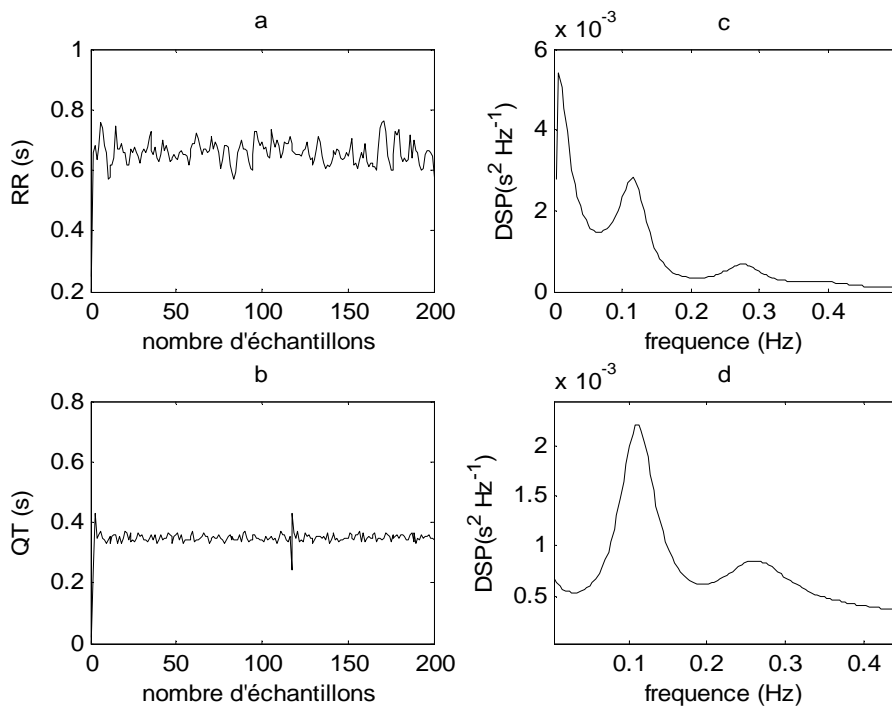 a
1
0.8
0.6
0.4
0.2
RR (s)
0 50 100 150 200
nombre d'échantillons
c
x 10⁻³
6
4
2
0
DSP(s² Hz⁻¹)
0 0.1 0.2 0.3 0.4
frequence (Hz)
b
0.8
0.6
0.4
0.2
0
QT (s)
0 50 100 150 200
nombre d'échantillons
d
x 10⁻³
2
1.5
1
0.5
DSP(s² Hz⁻¹)
0.1 0.2 0.3 0.4
frequence (Hz)